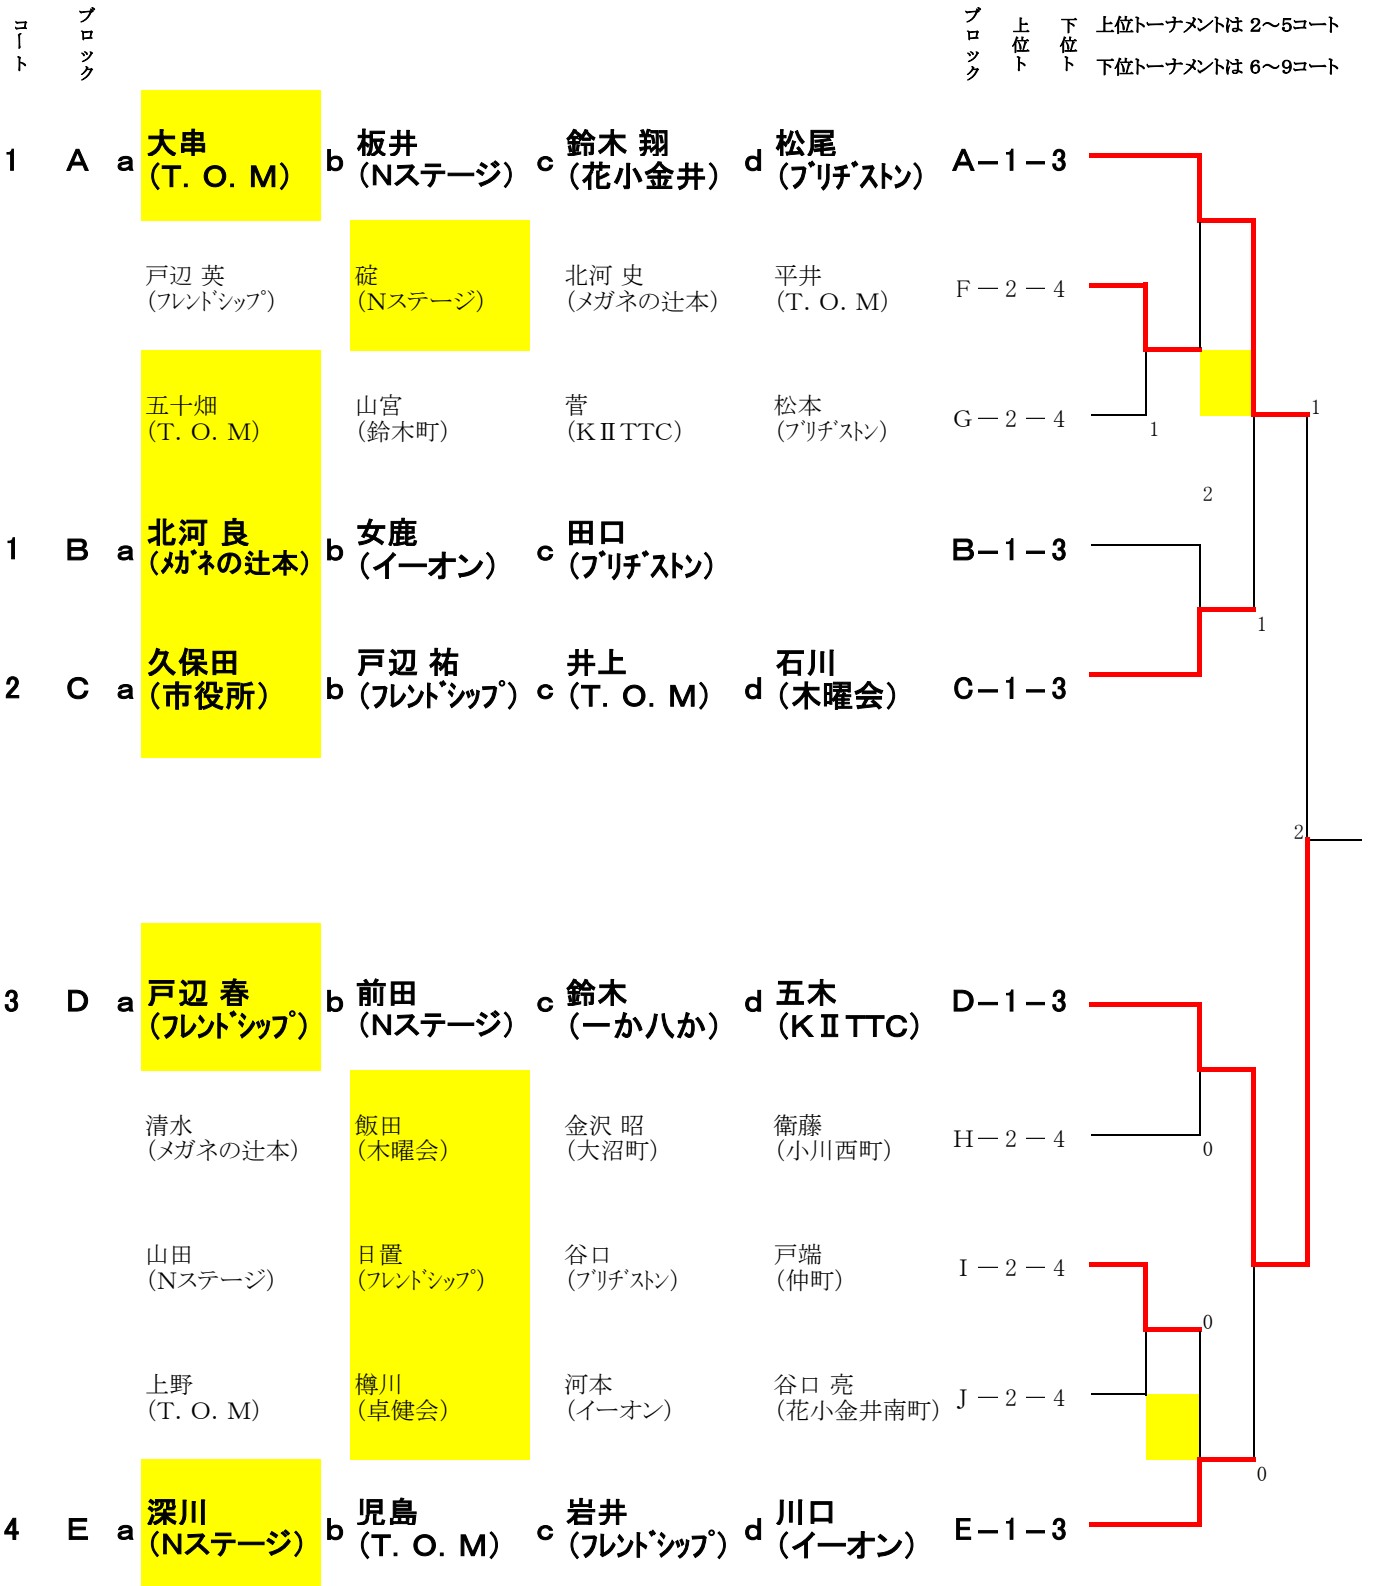 コート ブロック ブロック 上位ト 下位ト 上位トーナメントは 2～5コート
下位トーナメントは 6～9コート
1 A a 大串 b 板井 c 鈴木 翔 d 松尾 A－1－3
(T. O. M) (Nステージ) (花小金井) (ﾌﾞﾘﾁﾞｽﾄﾝ)
戸辺 英 碇 北河 史 平井 F－2－4
(ﾌﾚﾝﾄﾞｼｯﾌﾟ) (Nステージ) (メガネの辻本) (T. O. M)
五十畑 山宮 菅 松本 G－2－4 1
(T. O. M) (鈴木町) (KⅡTTC) (ﾌﾞﾘﾁﾞｽﾄﾝ) 1
2
1 B a 北河 良 b 女鹿 c 田口 B－1－3
(ﾒｶﾞﾈの辻本) (イーオン) (ﾌﾞﾘﾁﾞｽﾄﾝ)
1
2 C a 久保田 b 戸辺 祐 c 井上 d 石川 C－1－3
(市役所) (ﾌﾚﾝﾄﾞｼｯﾌﾟ) (T. O. M) (木曜会)
2
3 D a 戸辺 春 b 前田 c 鈴木 d 五木 D－1－3
(ﾌﾚﾝﾄﾞｼｯﾌﾟ) (Nステージ) (一か八か) (KⅡTTC)
清水 飯田 金沢 昭 衛藤 H－2－4
(メガネの辻本) (木曜会) (大沼町) (小川西町) 0
山田 日置 谷口 戸端 I－2－4
(Nステージ) (ﾌﾚﾝﾄﾞｼｯﾌﾟ) (ﾌﾞﾘﾁﾞｽﾄﾝ) (仲町)
0
上野 樽川 河本 谷口 亮 J－2－4
(T. O. M) (卓健会) (イーオン) (花小金井南町)
0
4 E a 深川 b 児島 c 岩井 d 川口 E－1－3
(Nステージ) (T. O. M) (ﾌﾚﾝﾄﾞｼｯﾌﾟ) (イーオン)